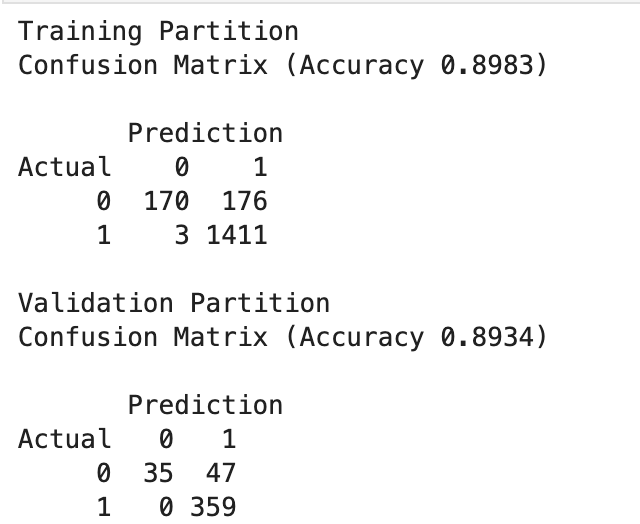 Training Partition
Confusion Matrix (Accuracy 0.8983)
Prediction
Actual 0 1
0 170 176
1 3 1411
Validation Partition
Confusion Matrix (Accuracy 0.8934)
Prediction
Actual 0 1
0 35 47
1 0 359